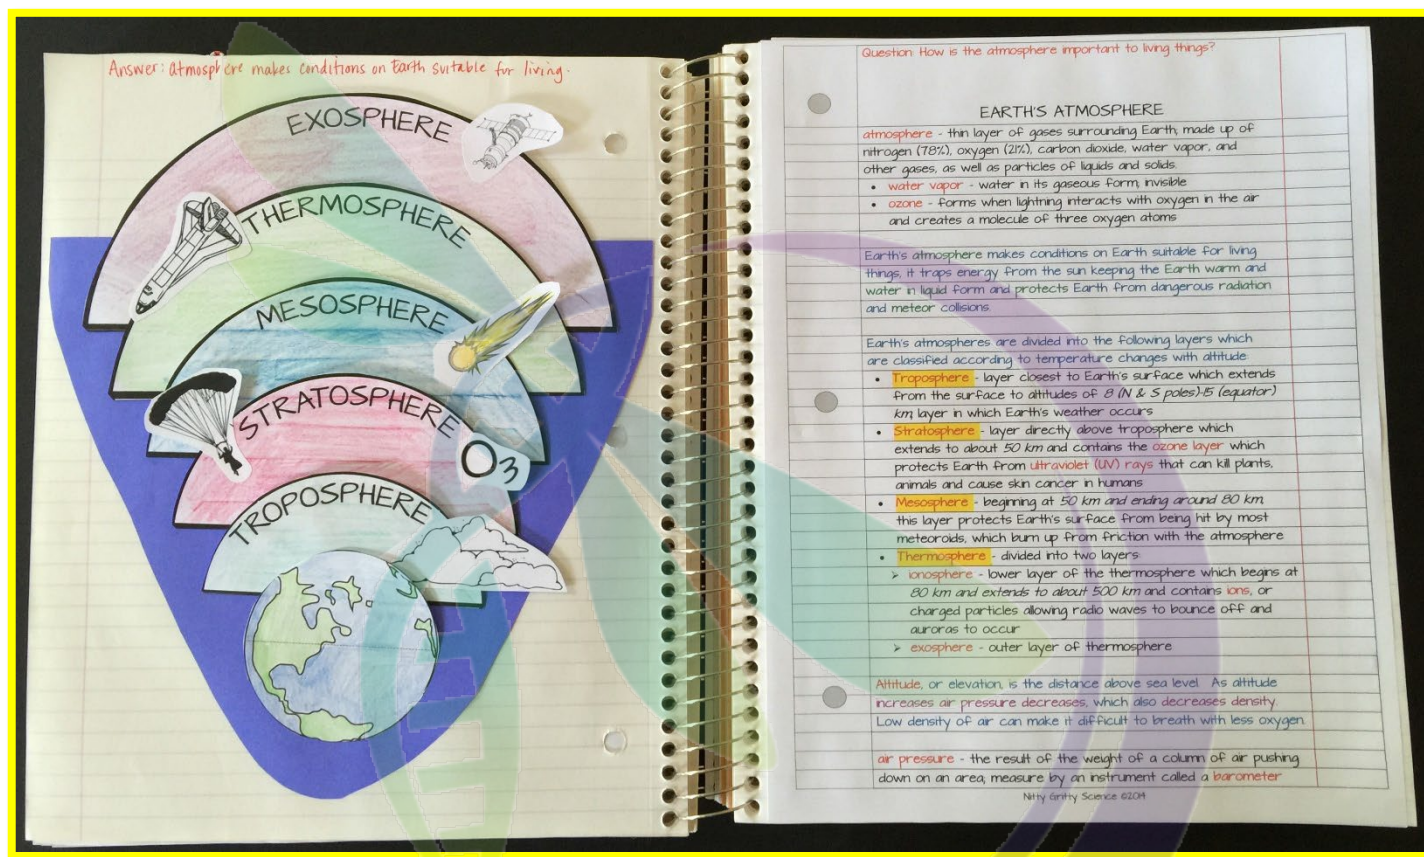 Answer: Atmosphere makes conditions on Earth suitable for living.
EXOSPHERE
THERMOSPHERE
MESOSPHERE
STRATOSPHERE
O3
TROPOSPHERE
Question: How is the atmosphere important to living things?
EARTH'S ATMOSPHERE
atmosphere - thin layer of gases surrounding Earth, made up of
nitrogen (78%), oxygen (21%), carbon dioxide, water vapor, and
other gases, as well as particles of liquids and solids.
• water vapor - water in its gaseous form, invisible
• ozone - forms when lightning interacts with oxygen in the air
and creates a molecule of three oxygen atoms
Earth's atmosphere makes conditions on Earth suitable for living
things, it traps energy from the sun keeping the Earth warm and
water in liquid form and protects Earth from dangerous radiation
and meteor collisions.
Earth's atmospheres are divided into the following layers which
are classified according to temperature changes with altitude:
• Troposphere - layer closest to Earth's surface which extends
from the surface to altitudes of 8 (N & S poles)-15 (equator)
km, layer in which Earth's weather occurs
• Stratosphere - layer directly above troposphere which
extends to about 50 km and contains the ozone layer which
protects Earth from ultraviolet (UV) rays that can kill plants,
animals and cause skin cancer in humans
• Mesosphere - beginning at 50 km and ending around 80 km,
this layer protects Earth's surface from being hit by most
meteoroids, which burn up from friction with the atmosphere
• Thermosphere - divided into two layers:
➢ ionosphere - lower layer of the thermosphere which begins at
80 km and extends to about 500 km and contains ions, or
charged particles allowing radio waves to bounce off and
auroras to occur
➢ exosphere - outer layer of thermosphere
Altitude, or elevation, is the distance above sea level. As altitude
increases air pressure decreases, which also decreases density.
Low density of air can make it difficult to breath with less oxygen.
air pressure - the result of the weight of a column of air pushing
down on an area; measure by an instrument called a barometer
Nitty Gritty Science ©2014